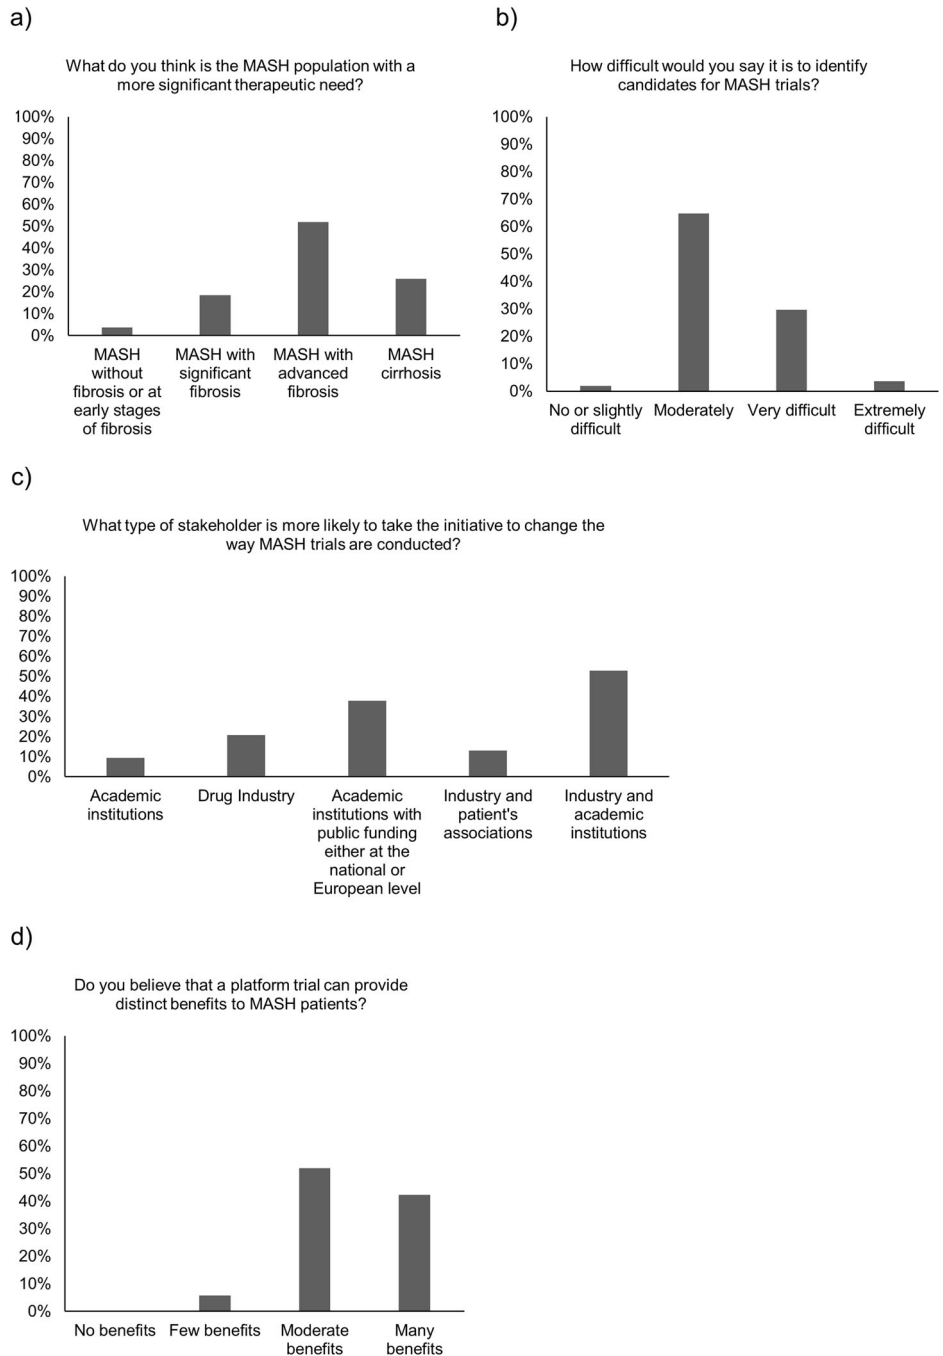 a)
What do you think is the MASH population with a
more significant therapeutic need?
100%
90%
80%
70%
60%
50%
40%
30%
20%
10%
0%
MASH
without
fibrosis or at
early stages
of fibrosis
MASH with
significant
fibrosis
MASH with
advanced
fibrosis
MASH
cirrhosis
b)
How difficult would you say it is to identify
candidates for MASH trials?
100%
90%
80%
70%
60%
50%
40%
30%
20%
10%
0%
No or slightly
difficult
Moderately
Very difficult
Extremely
difficult
c)
What type of stakeholder is more likely to take the initiative to change the
way MASH trials are conducted?
100%
90%
80%
70%
60%
50%
40%
30%
20%
10%
0%
Academic
institutions
Drug Industry
Academic
institutions with
public funding
either at the
national or
European level
Industry and
patient's
associations
Industry and
academic
institutions
d)
Do you believe that a platform trial can provide
distinct benefits to MASH patients?
100%
90%
80%
70%
60%
50%
40%
30%
20%
10%
0%
No benefits
Few benefits
Moderate
benefits
Many
benefits